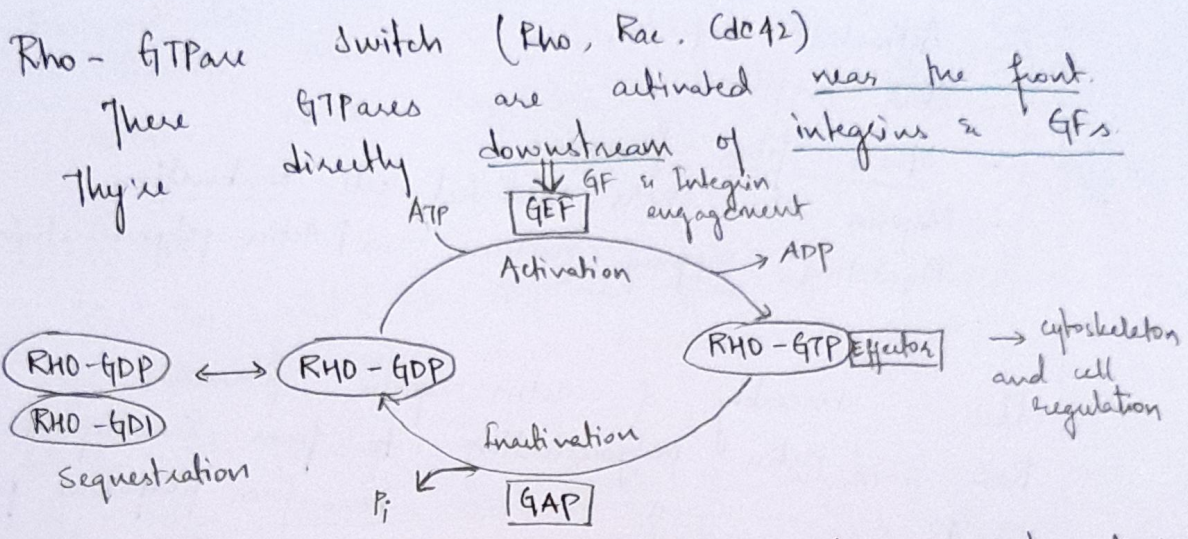 Rho - GTPase switch (Rho, Rac, Cdc42)
These GTPases are activated near the front.
They're directly downstream of integrins & GFs.
GF & Integrin
engagement
ATP
GEF
Activation
ADP
RHO-GDP
RHO-GDI
Sequestration
RHO-GDP
RHO-GTP Effector
→ cytoskeleton
and cell
regulation
Inactivation
Pi
GAP